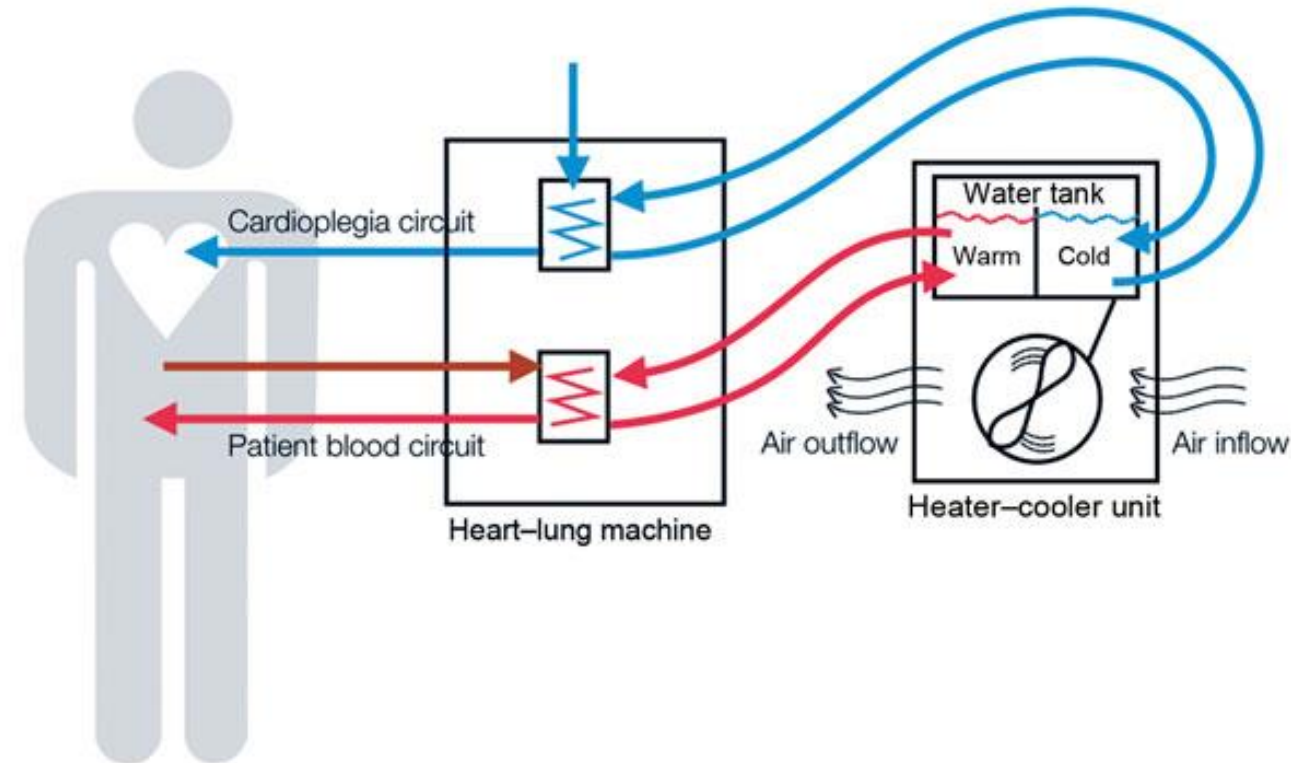 Cardioplegia circuit
Water tank
Warm
Cold
Patient blood circuit
Air outflow
Air inflow
Heart–lung machine
Heater–cooler unit